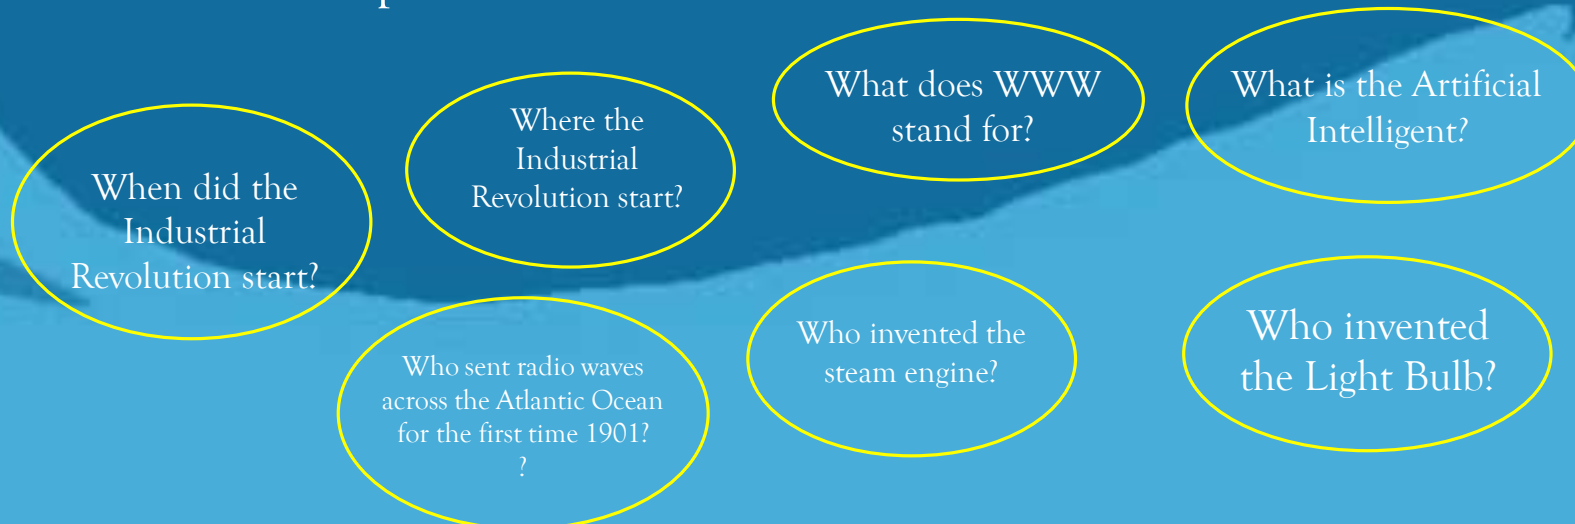 When did the
Industrial
Revolution start?
Where the
Industrial
Revolution start?
What does WWW
stand for?
What is the Artificial
Intelligent?
Who sent radio waves
across the Atlantic Ocean
for the first time 1901?
?
Who invented the
steam engine?
Who invented
the Light Bulb?